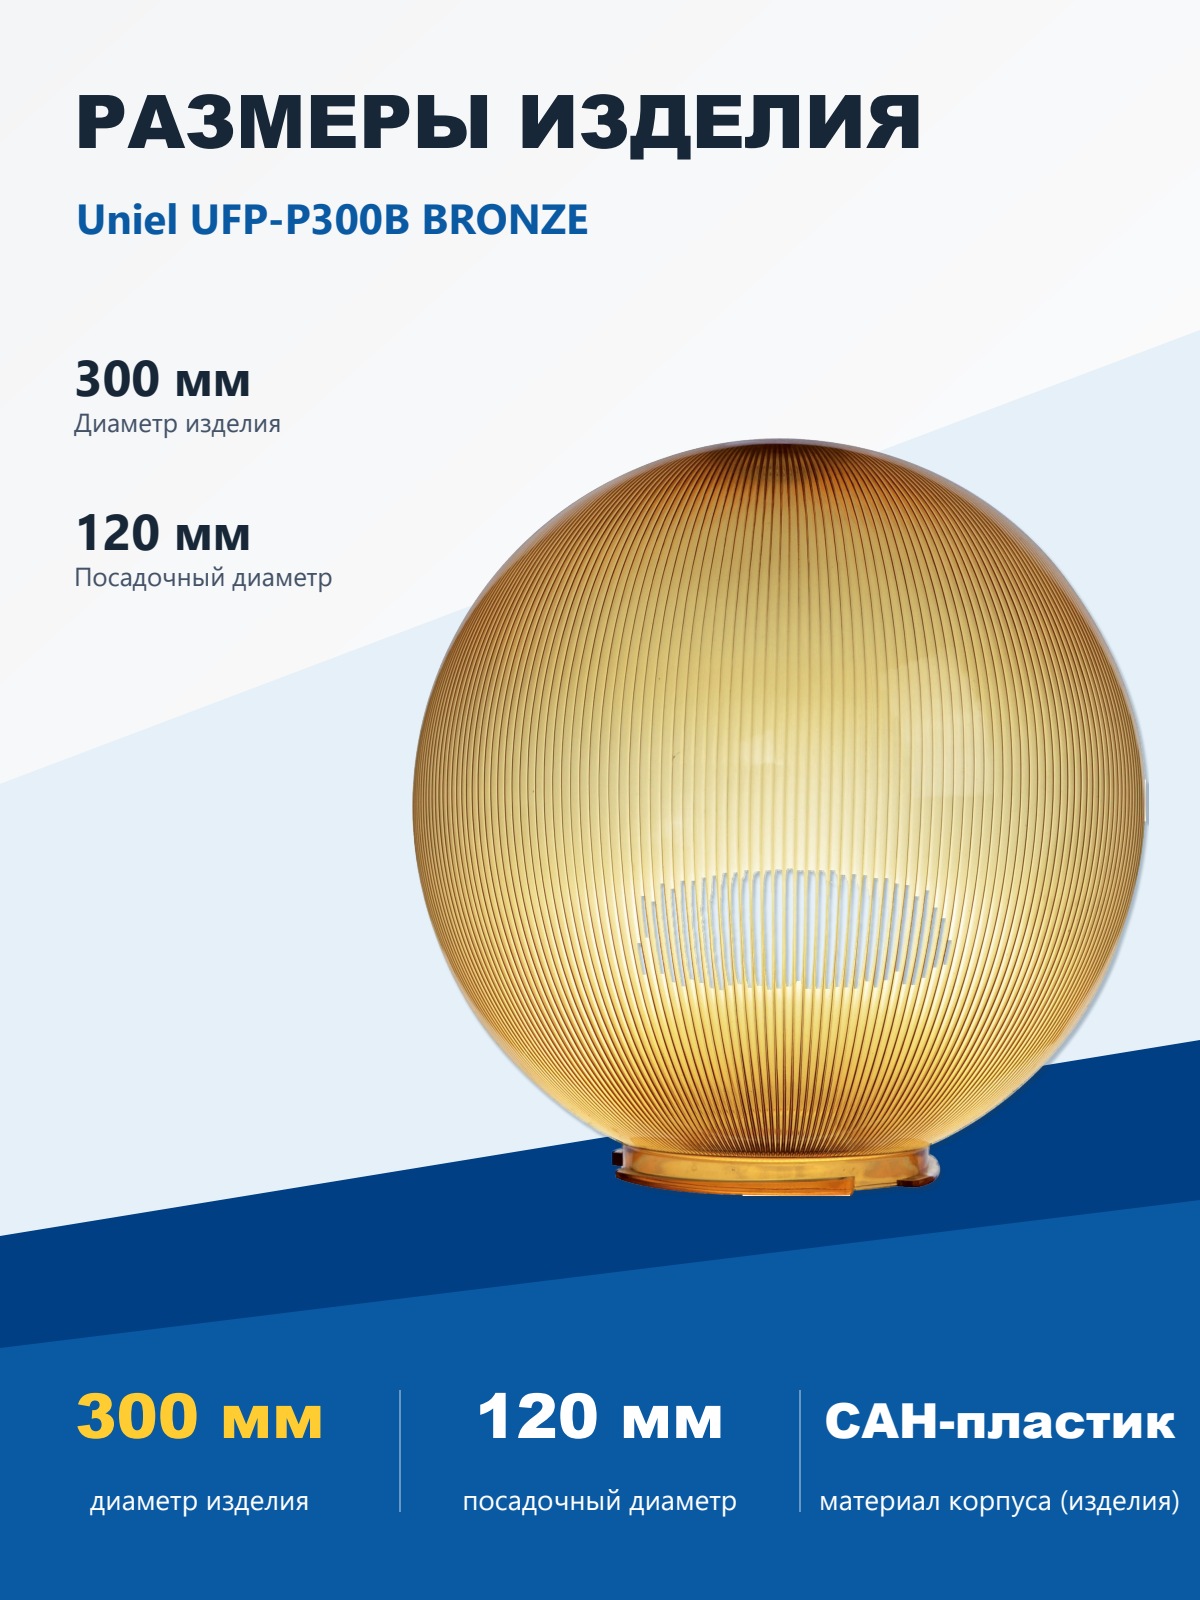 РАЗМЕРЫ ИЗДЕЛИЯ
Uniel UFP-P300B BRONZE
300 мм
Диаметр изделия
120 мм
Посадочный диаметр
300 мм
диаметр изделия
120 мм
посадочный диаметр
САН-пластик
материал корпуса (изделия)